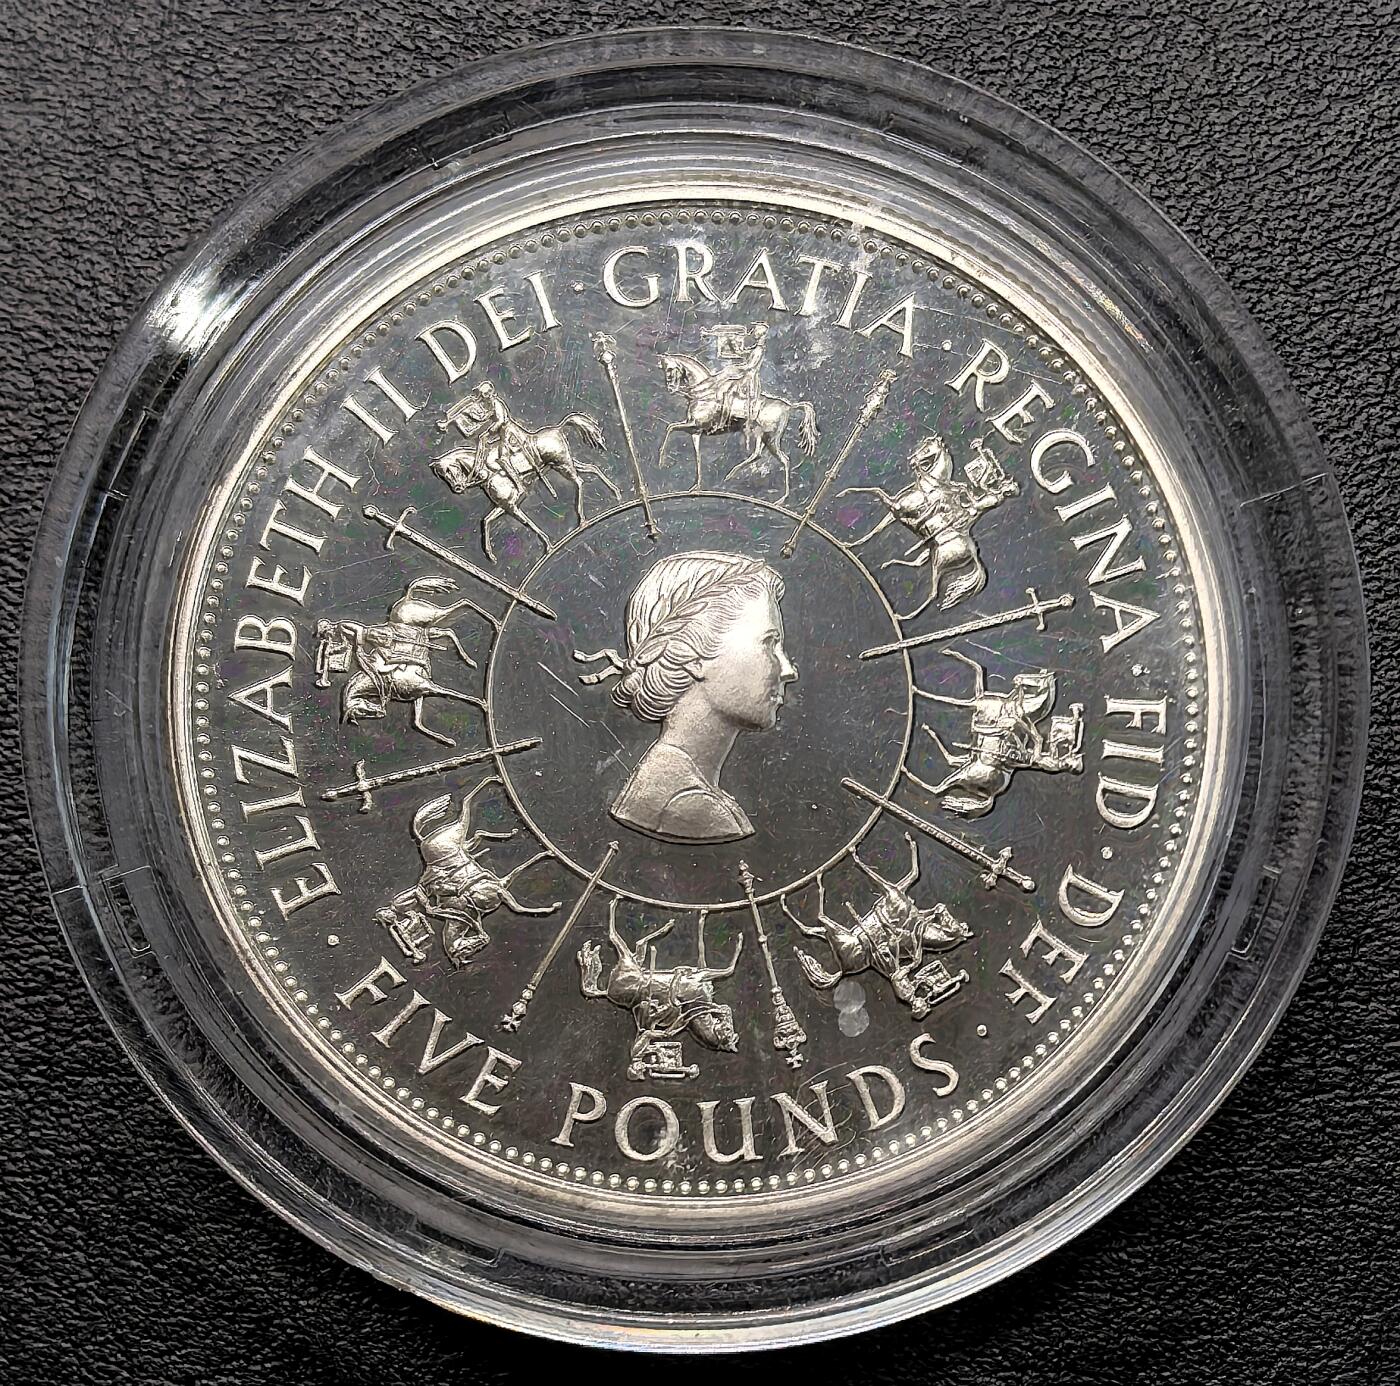 ELIZABETH II DEI · GRATIA · REGINA · FID · DEF ·
· FIVE POUNDS